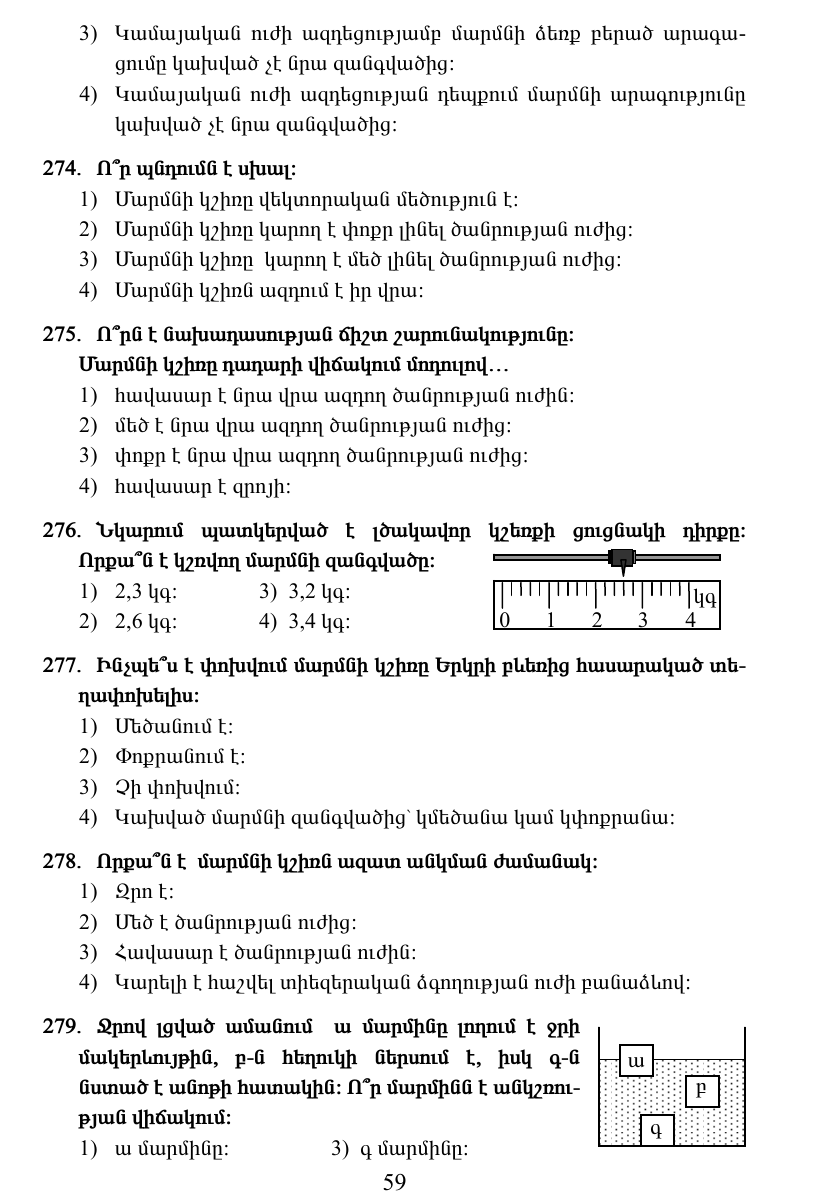 3) Կամայական ուժի ազդեցությամբ մարմնի ձեռք բերած արագա-
ցումը կախված չէ նրա զանգվածից:
4) Կամայական ուժի ազդեցության դեպքում մարմնի արագությունը
կախված չէ նրա զանգվածից:
274. Ո՞ր պնդումն է սխալ:
1) Մարմնի կշիռը վեկտորական մեծություն է:
2) Մարմնի կշիռը կարող է փոքր լինել ծանրության ուժից:
3) Մարմնի կշիռը կարող է մեծ լինել ծանրության ուժից:
4) Մարմնի կշիռն ազդում է իր վրա:
275. Ո՞րն է նախադասության ճիշտ շարունակությունը:
Մարմնի կշիռը դադարի վիճակում մոդուլով...
1) հավասար է նրա վրա ազդող ծանրության ուժին:
2) մեծ է նրա վրա ազդող ծանրության ուժից:
3) փոքր է նրա վրա ազդող ծանրության ուժից:
4) հավասար է զրոյի:
276. Նկարում պատկերված է լծակավոր կշեռքի ցուցնակի դիրքը:
Որքա՞ն է կշռվող մարմնի զանգվածը:
1) 2,3 կգ: 3) 3,2 կգ:
2) 2,6 կգ: 4) 3,4 կգ:
կգ
0 1 2 3 4
277. Ինչպե՞ս է փոխվում մարմնի կշիռը Երկրի բևեռից հասարակած տե-
ղափոխելիս:
1) Մեծանում է:
2) Փոքրանում է:
3) Չի փոխվում:
4) Կախված մարմնի զանգվածից՝ կմեծանա կամ կփոքրանա:
278. Որքա՞ն է մարմնի կշիռն ազատ անկման ժամանակ:
1) Զրո է:
2) Մեծ է ծանրության ուժից:
3) Հավասար է ծանրության ուժին:
4) Կարելի է հաշվել տիեզերական ձգողության ուժի բանաձևով:
279. Ջրով լցված ամանում ա մարմինը լողում է ջրի
մակերևույթին, բ-ն հեղուկի ներսում է, իսկ գ-ն
նստած է անոթի հատակին: Ո՞ր մարմինն է անկշռու-
թյան վիճակում:
1) ա մարմինը: 3) գ մարմինը:
ա
բ
գ
59